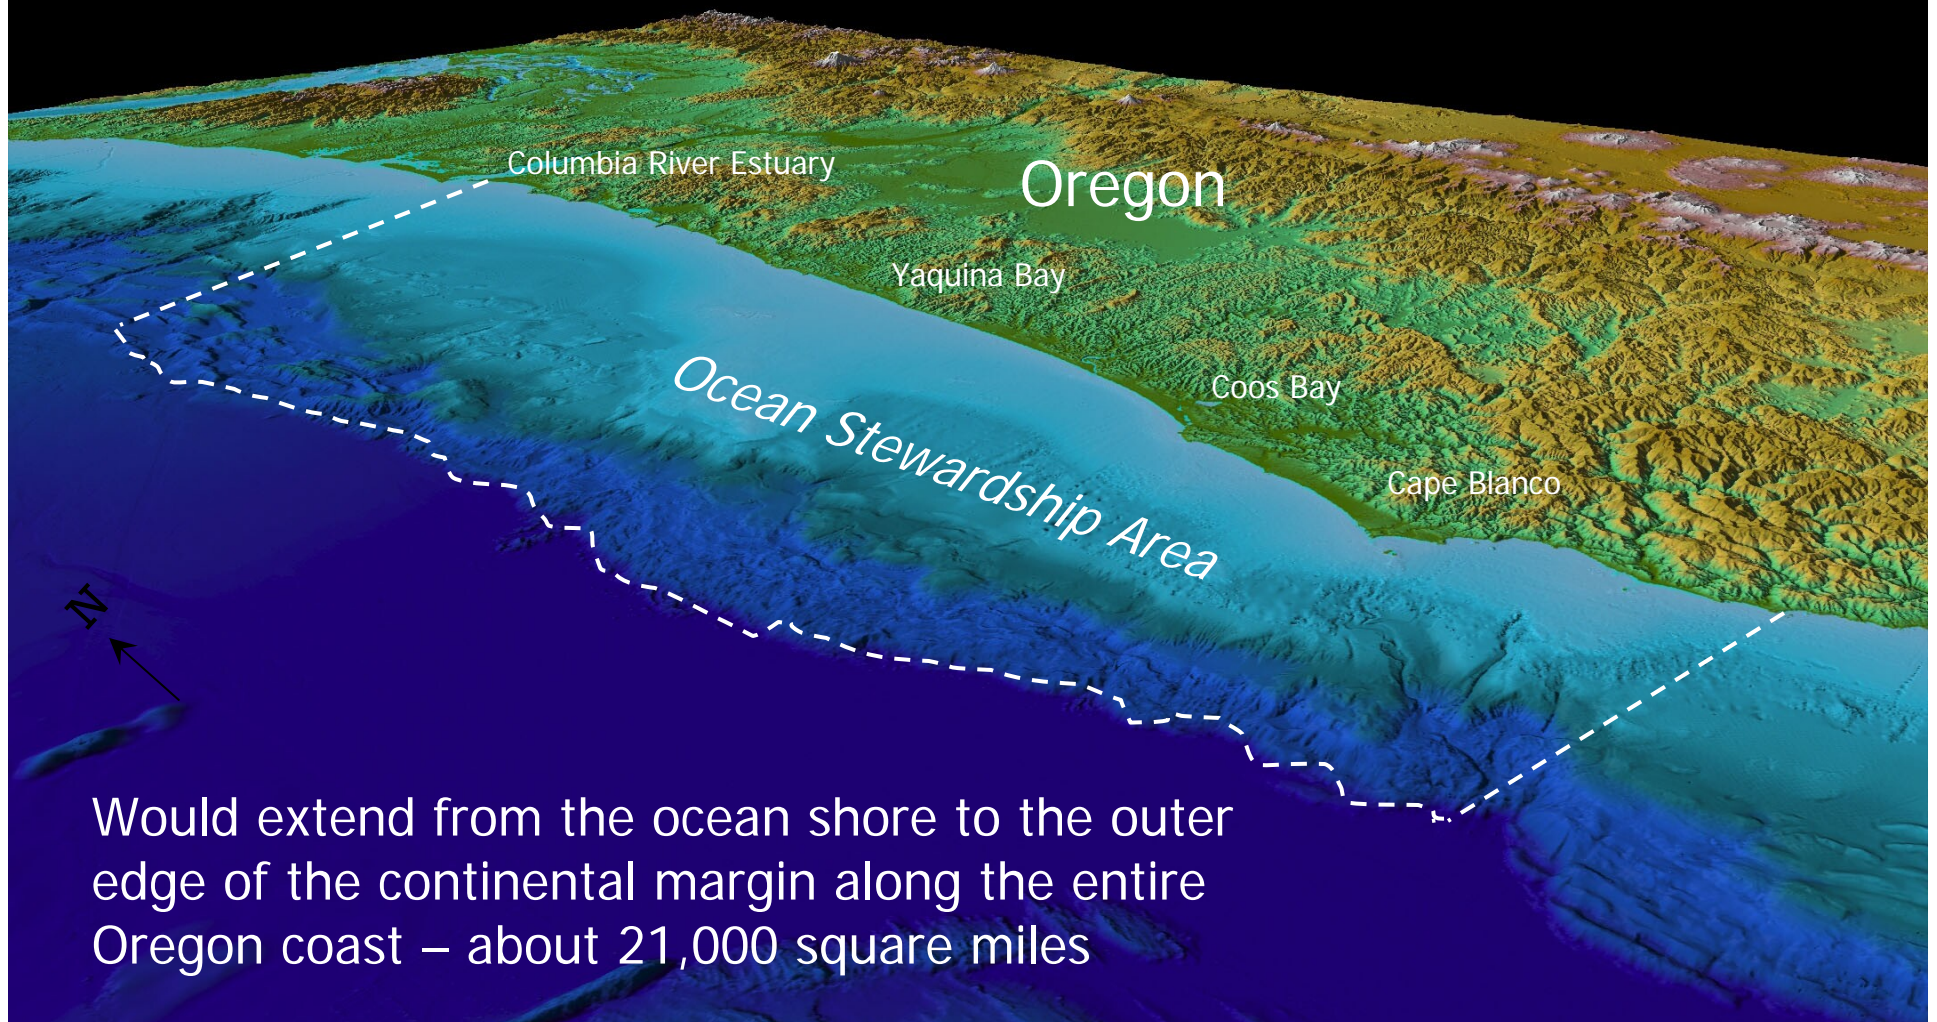 Columbia River Estuary
Oregon
Yaquina Bay
Ocean Stewardship Area
Coos Bay
Cape Blanco
N
Would extend from the ocean shore to the outer
edge of the continental margin along the entire
Oregon coast – about 21,000 square miles